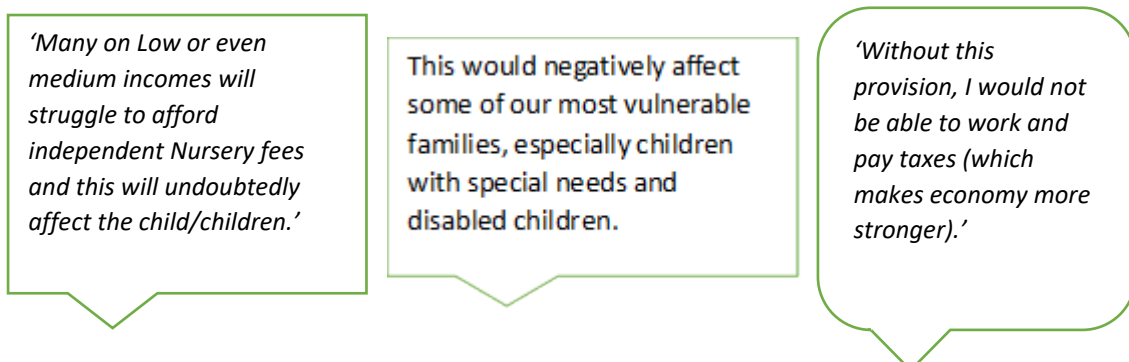 ‘Many on Low or even
medium incomes will
struggle to afford
independent Nursery fees
and this will undoubtedly
affect the child/children.’
This would negatively affect
some of our most vulnerable
families, especially children
with special needs and
disabled children.
‘Without this
provision, I would not
be able to work and
pay taxes (which
makes economy more
stronger).’